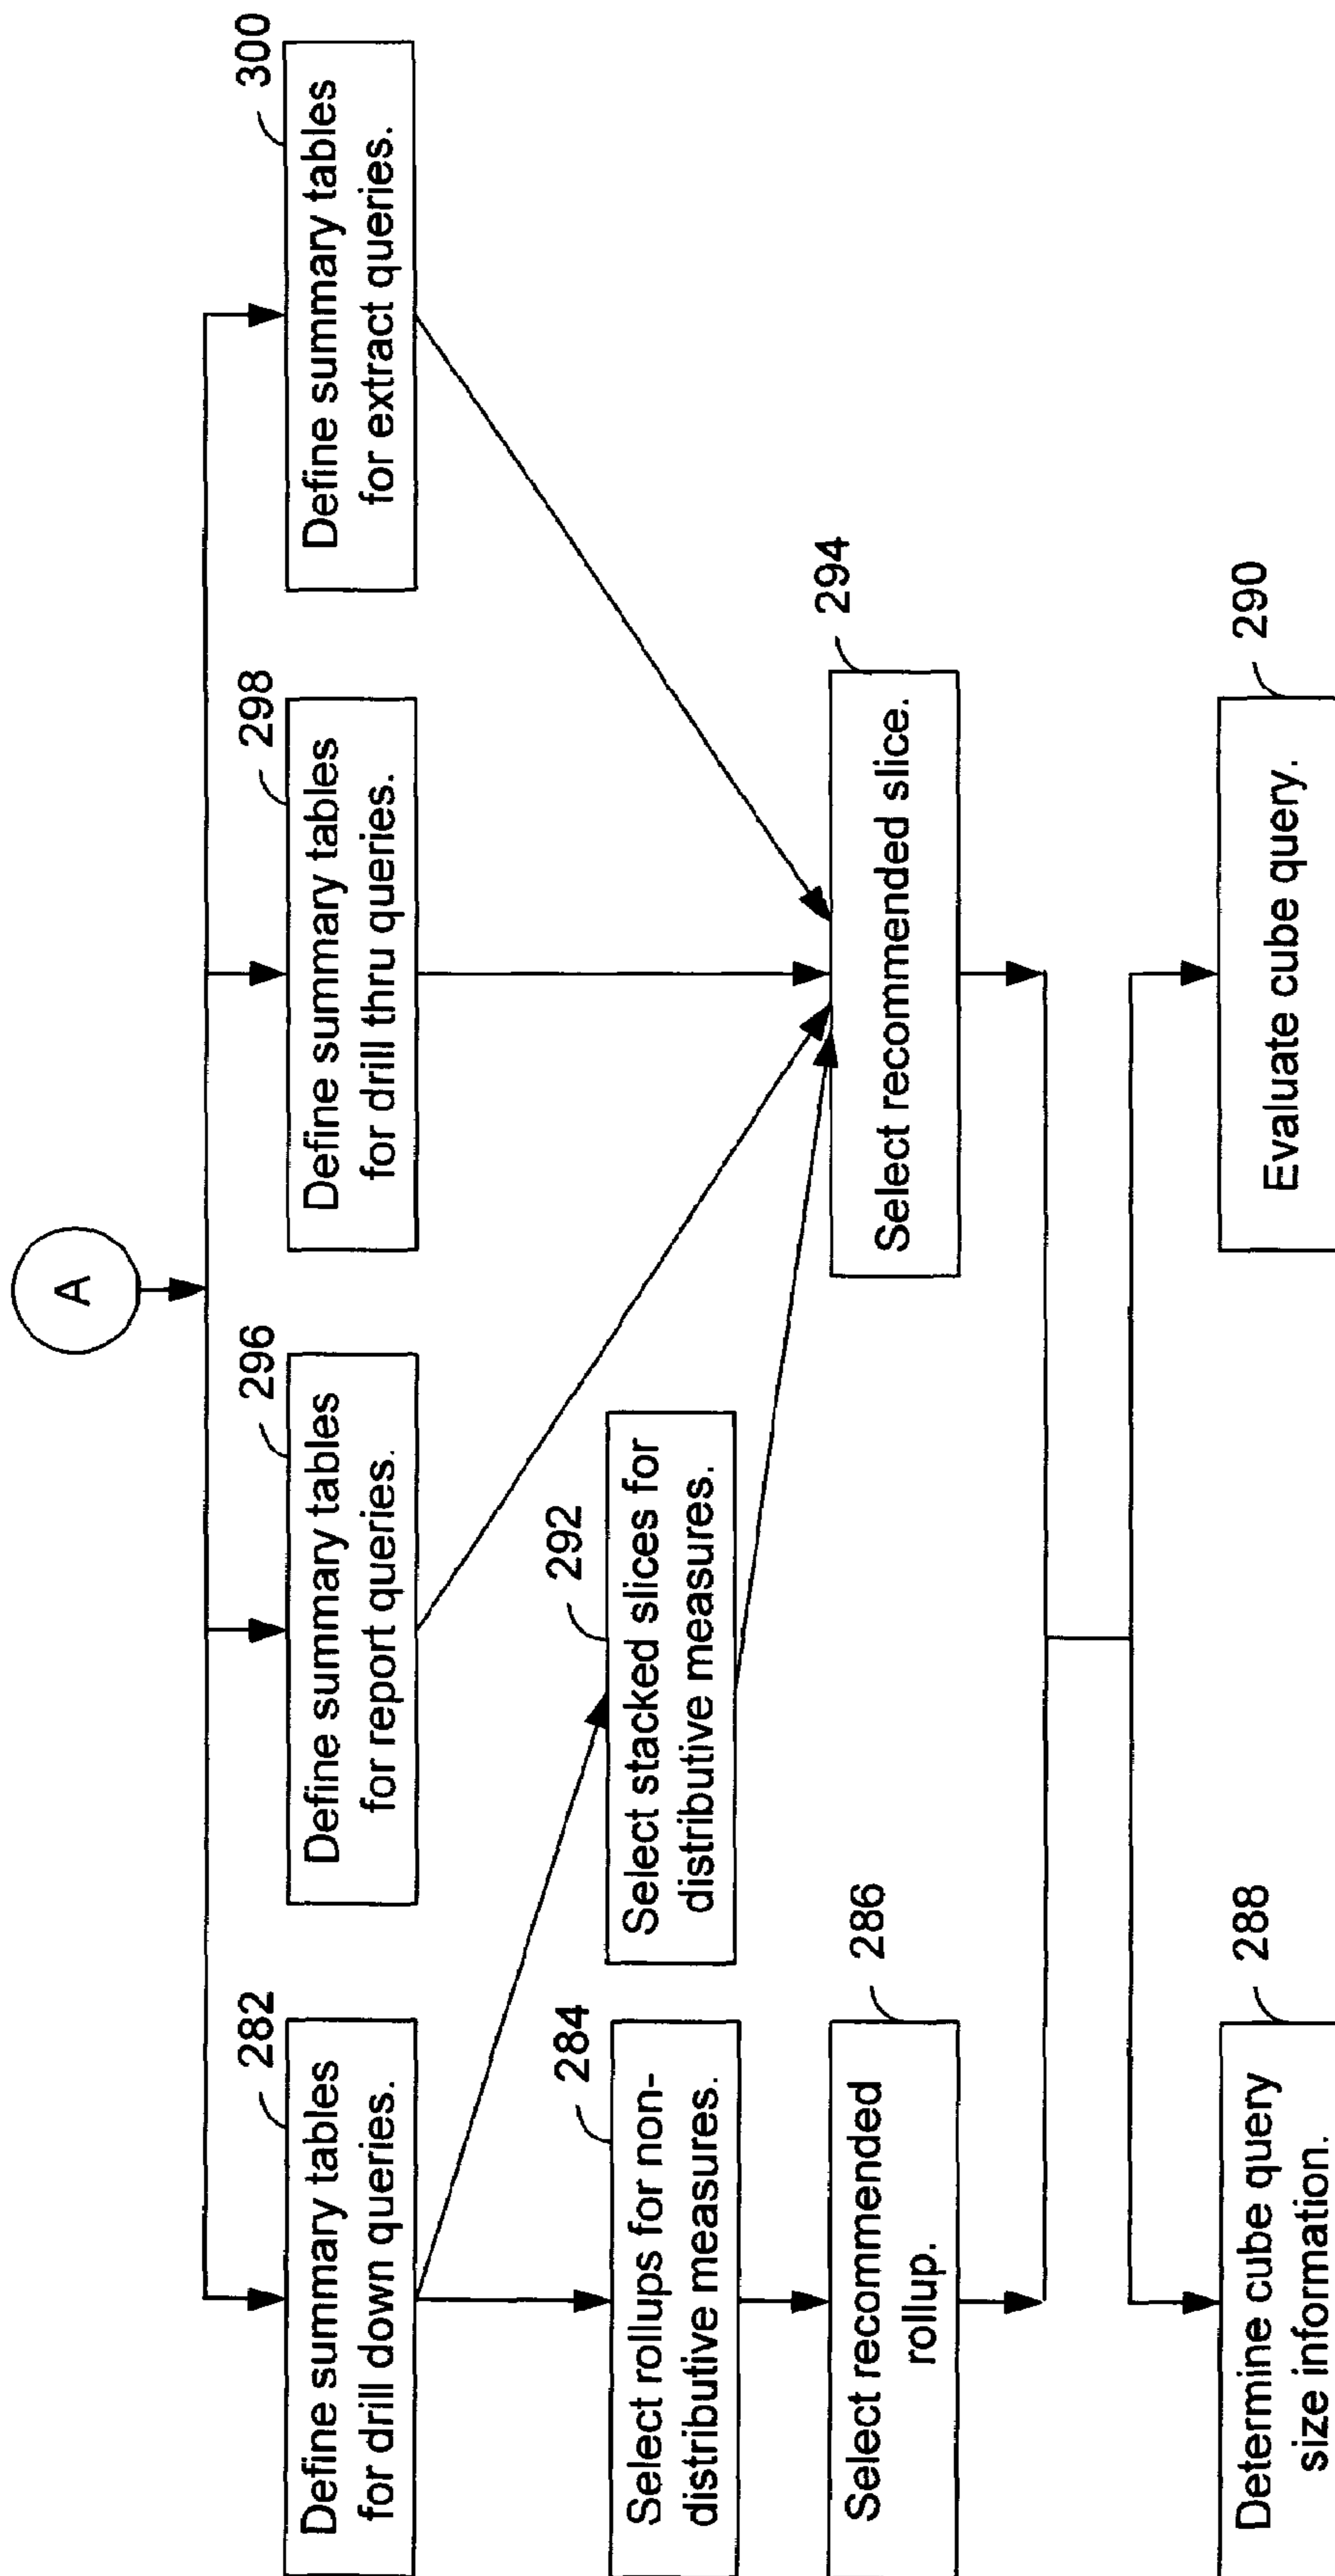 A
282
Define summary tables
for drill down queries.
296
Define summary tables
for report queries.
298
Define summary tables
for drill thru queries.
300
Define summary tables
for extract queries.
284
Select rollups for non-
distributive measures.
292
Select stacked slices for
distributive measures.
286
Select recommended
rollup.
294
Select recommended slice.
288
Determine cube query
size information.
290
Evaluate cube query.